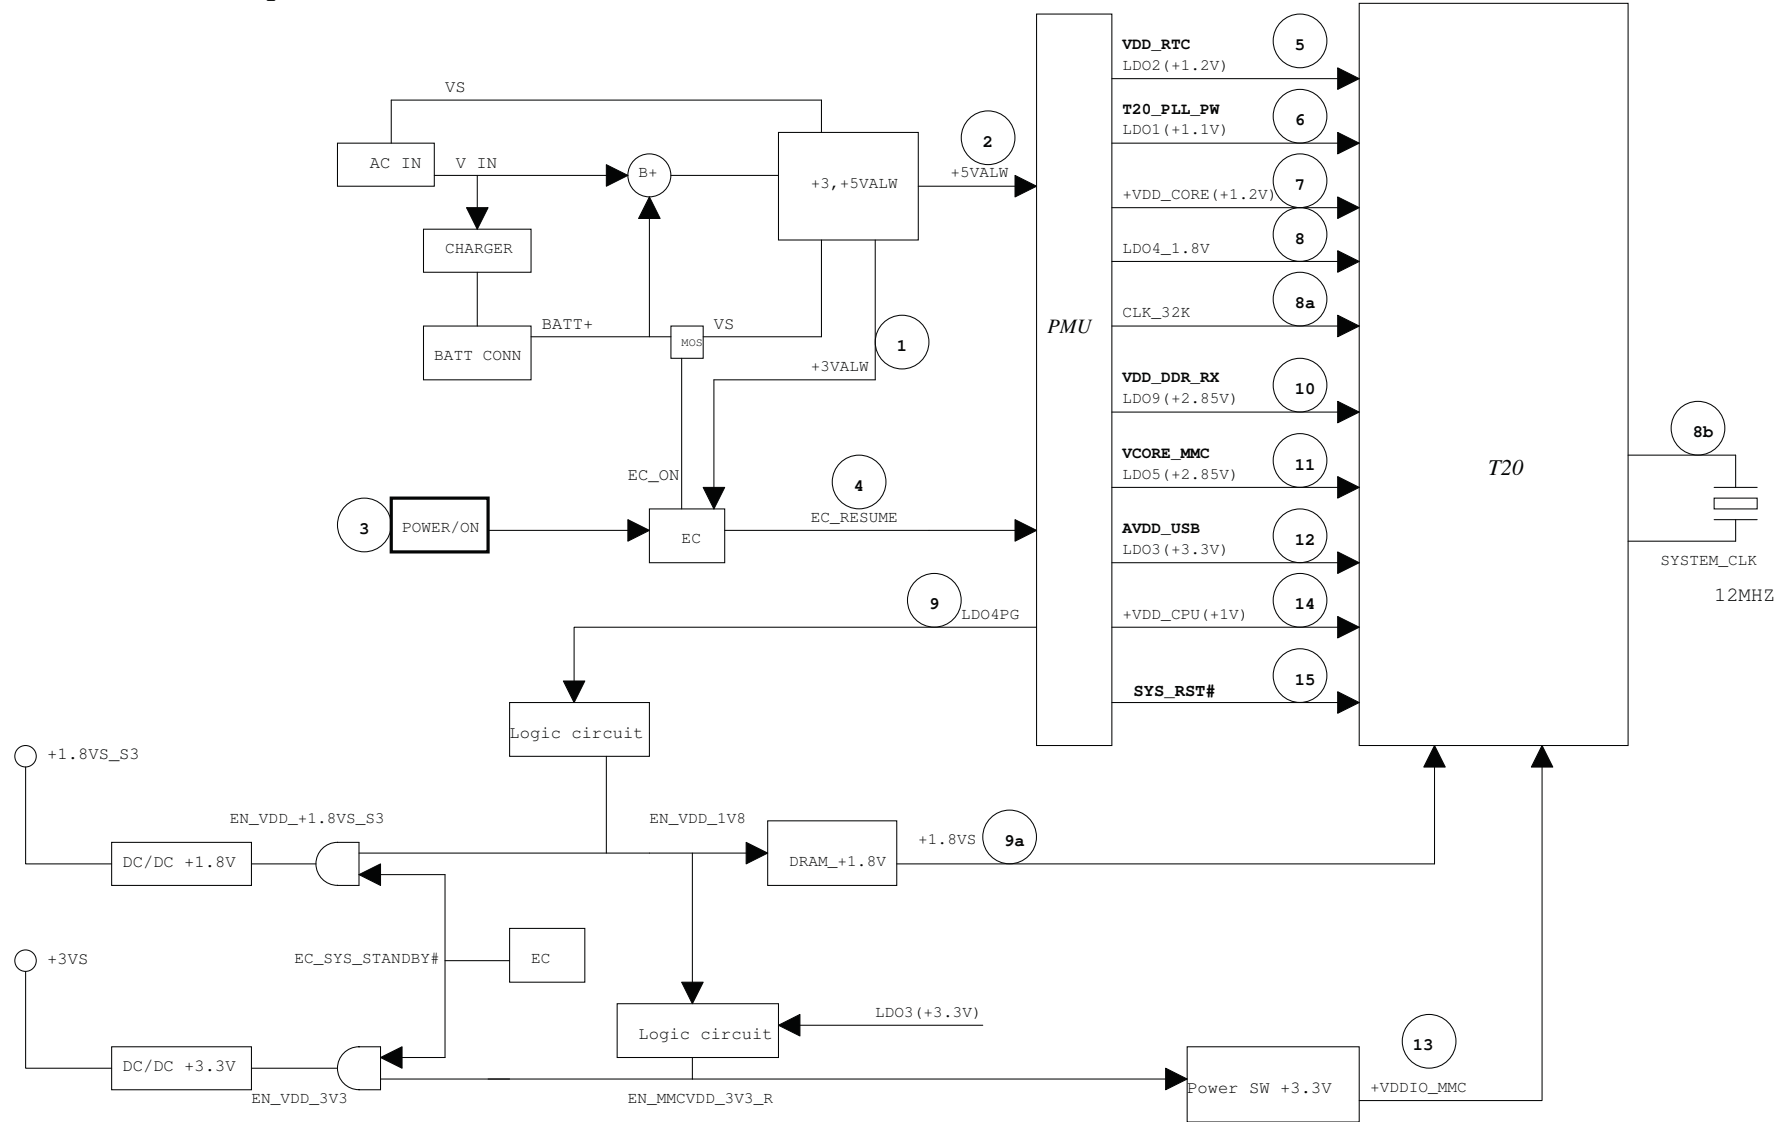 VDD_RTC
LDO2(+1.2V)
5
VS
T20_PLL_PW
LDO1(+1.1V)
6
2
AC IN
V IN
B+
+3,+5VALW
+5VALW
+VDD_CORE(+1.2V)
7
CHARGER
LDO4_1.8V
8
CLK_32K
8a
BATT+
VS
MOS
BATT CONN
1
PMU
+3VALW
VDD_DDR_RX
LDO9(+2.85V)
10
8b
VCORE_MMC
LDO5(+2.85V)
11
T20
EC_ON
4
EC_RESUME
3
POWER/ON
EC
AVDD_USB
LDO3(+3.3V)
12
SYSTEM_CLK
12MHZ
9
LDO4PG
+VDD_CPU(+1V)
14
SYS_RST#
15
Logic circuit
+1.8VS_S3
EN_VDD_+1.8VS_S3
EN_VDD_1V8
+1.8VS
9a
DC/DC +1.8V
DRAM_+1.8V
+3VS
EC_SYS_STANDBY#
EC
LDO3(+3.3V)
Logic circuit
13
DC/DC +3.3V
Power SW +3.3V
+VDDIO_MMC
EN_VDD_3V3
EN_MMCVDD_3V3_R